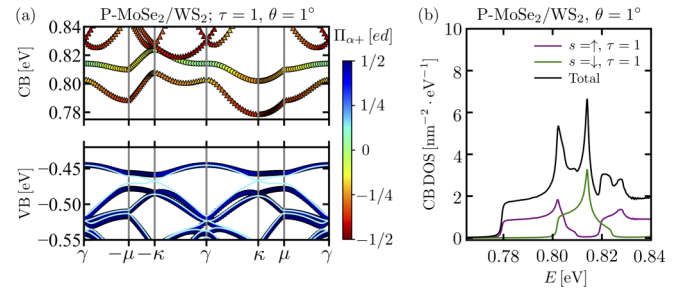 (a) P-MoSe₂/WS₂; τ = 1, θ = 1°
Π_{α+} [ed]
CB [eV]
0.84
0.82
0.80
0.78
VB [eV]
−0.45
−0.50
−0.55
γ −μ −κ γ κ μ γ
1/2
1/4
0
−1/4
−1/2
(b) P-MoSe₂/WS₂, θ = 1°
s =↑, τ = 1
s =↓, τ = 1
Total
CB DOS [nm⁻² · eV⁻¹]
10
8
6
4
2
0
0.78 0.80 0.82 0.84
E [eV]